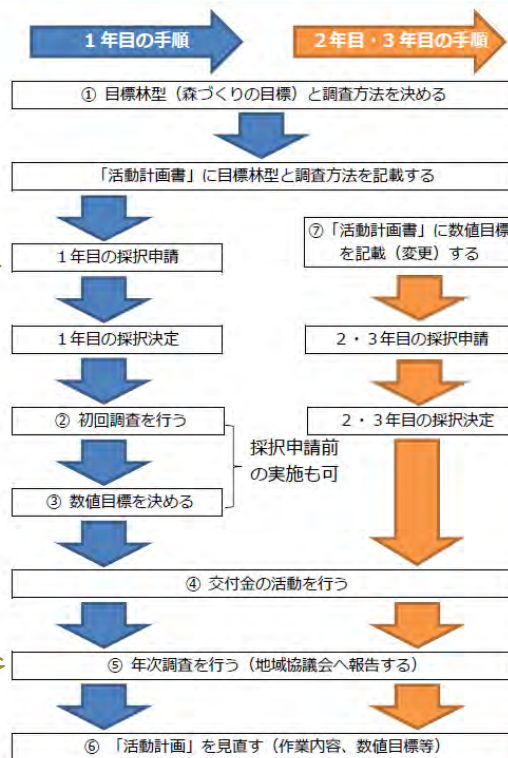 1年目の手順
2年目・3年目の手順
① 目標林型（森づくりの目標）と調査方法を決める
「活動計画書」に目標林型と調査方法を記載する
1年目の採択申請
⑦「活動計画書」に数値目標
を記載（変更）する
1年目の採択決定
2・3年目の採択申請
② 初回調査を行う
2・3年目の採択決定
採択申請前
の実施も可
③ 数値目標を決める
④ 交付金の活動を行う
⑤ 年次調査を行う（地域協議会へ報告する）
⑥ 「活動計画」を見直す（作業内容、数値目標等）